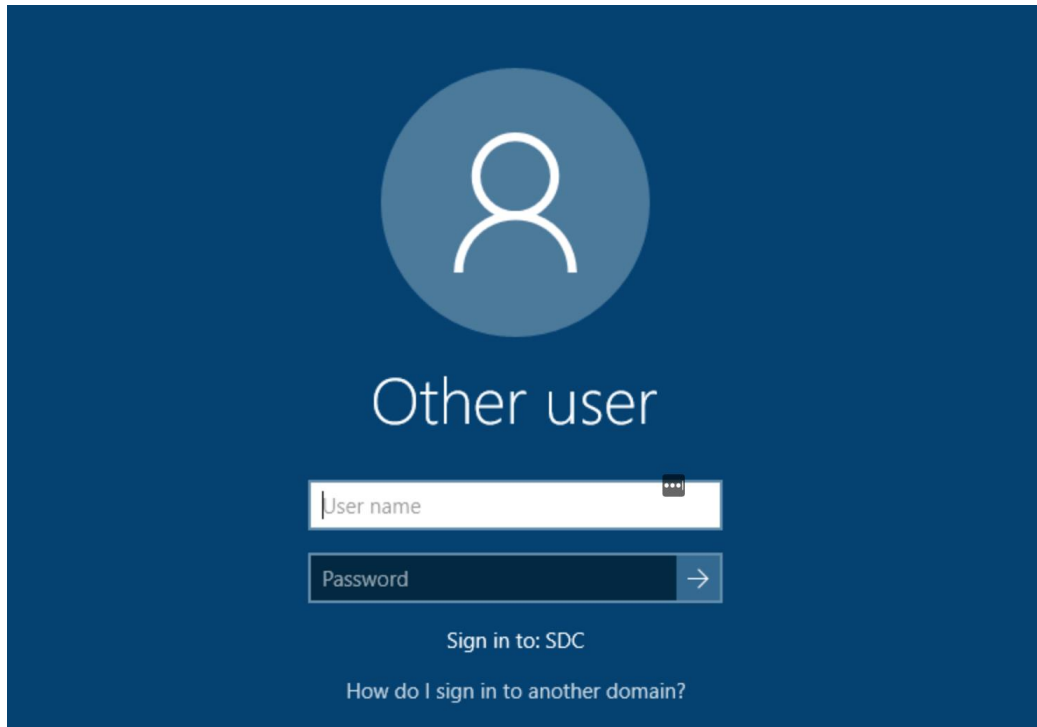 Other user
User name
Password
Sign in to: SDC
How do I sign in to another domain?